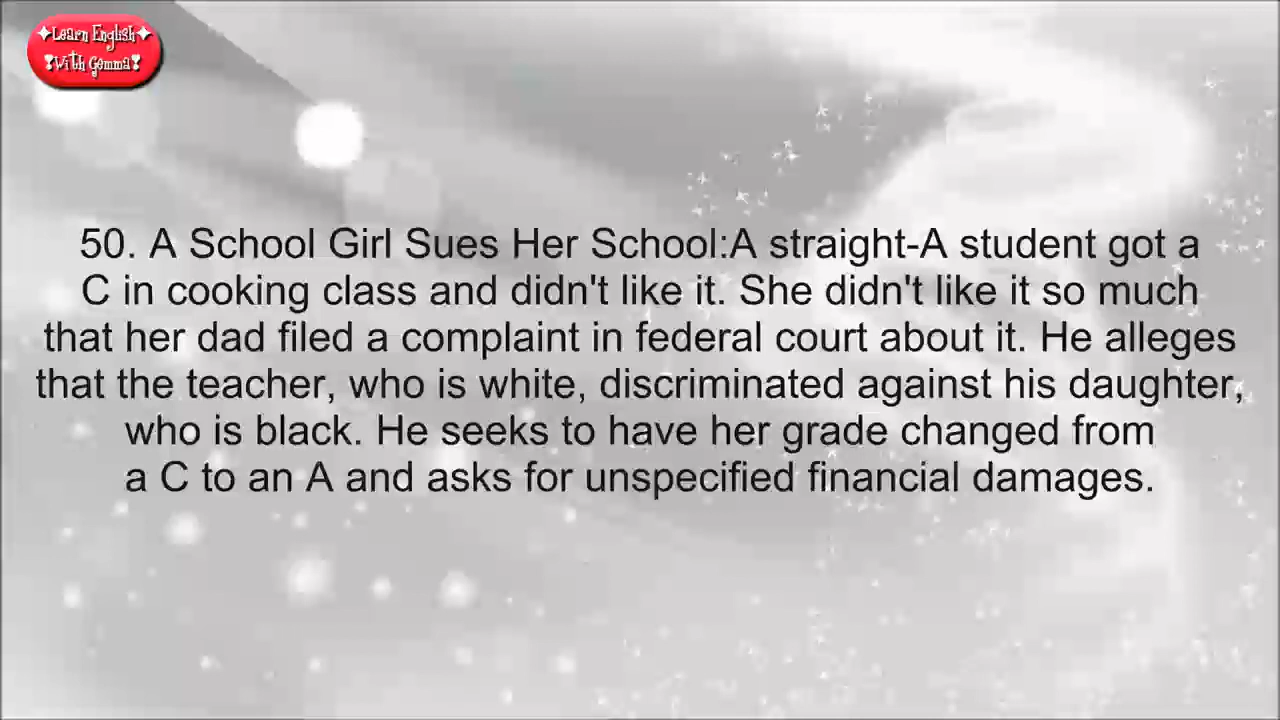 ✦Learn English✦
❣With Gemma❣
50. A School Girl Sues Her School:A straight-A student got a
C in cooking class and didn't like it. She didn't like it so much
that her dad filed a complaint in federal court about it. He alleges
that the teacher, who is white, discriminated against his daughter,
who is black. He seeks to have her grade changed from
a C to an A and asks for unspecified financial damages.